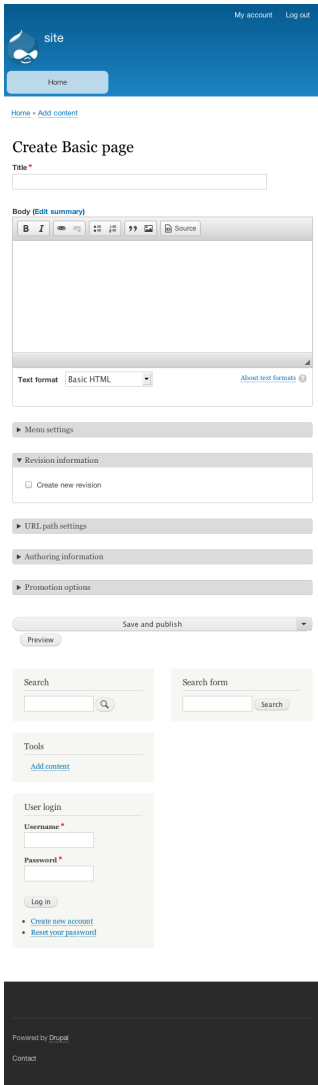 My account Log out
site
Home
Home » Add content
Create Basic page
Title *
Body (Edit summary)
B I Source
Text format Basic HTML About text formats ?
Menu settings
Revision information
Create new revision
URL path settings
Authoring information
Promotion options
Save and publish
Preview
Search
Search form
Search
Tools
Add content
User login
Username *
Password *
Log in
Create new account
Reset your password
Powered by Drupal
Contact